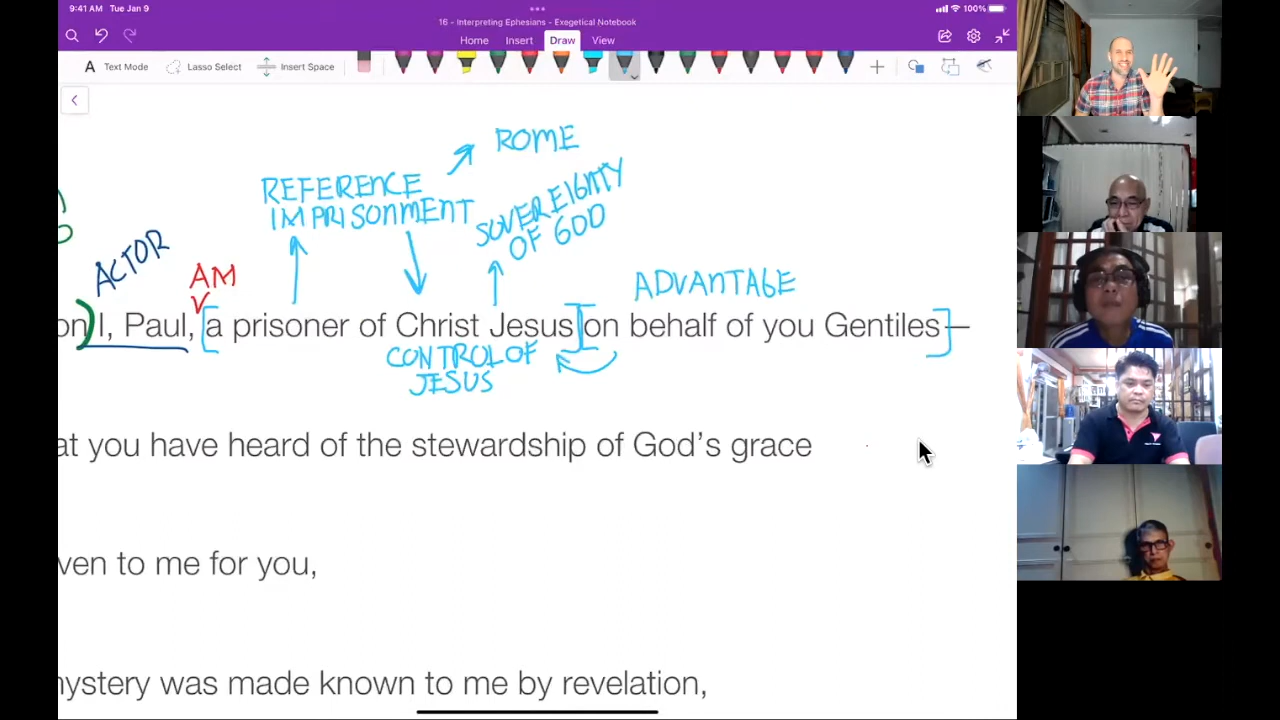 9:41 AM Tue Jan 9
100%
16 - Interpreting Ephesians - Exegetical Notebook
Home Insert Draw View
A Text Mode Lasso Select Insert Space
ROME
REFERENCE
IMPRISONMENT
SOVEREIGNTY
OF GOD
ACTOR
AM
ADVANTAGE
on) I, Paul, [a prisoner of Christ Jesus] [on behalf of you Gentiles]—
CONTROL OF
JESUS
at you have heard of the stewardship of God's grace
ven to me for you,
mystery was made known to me by revelation,